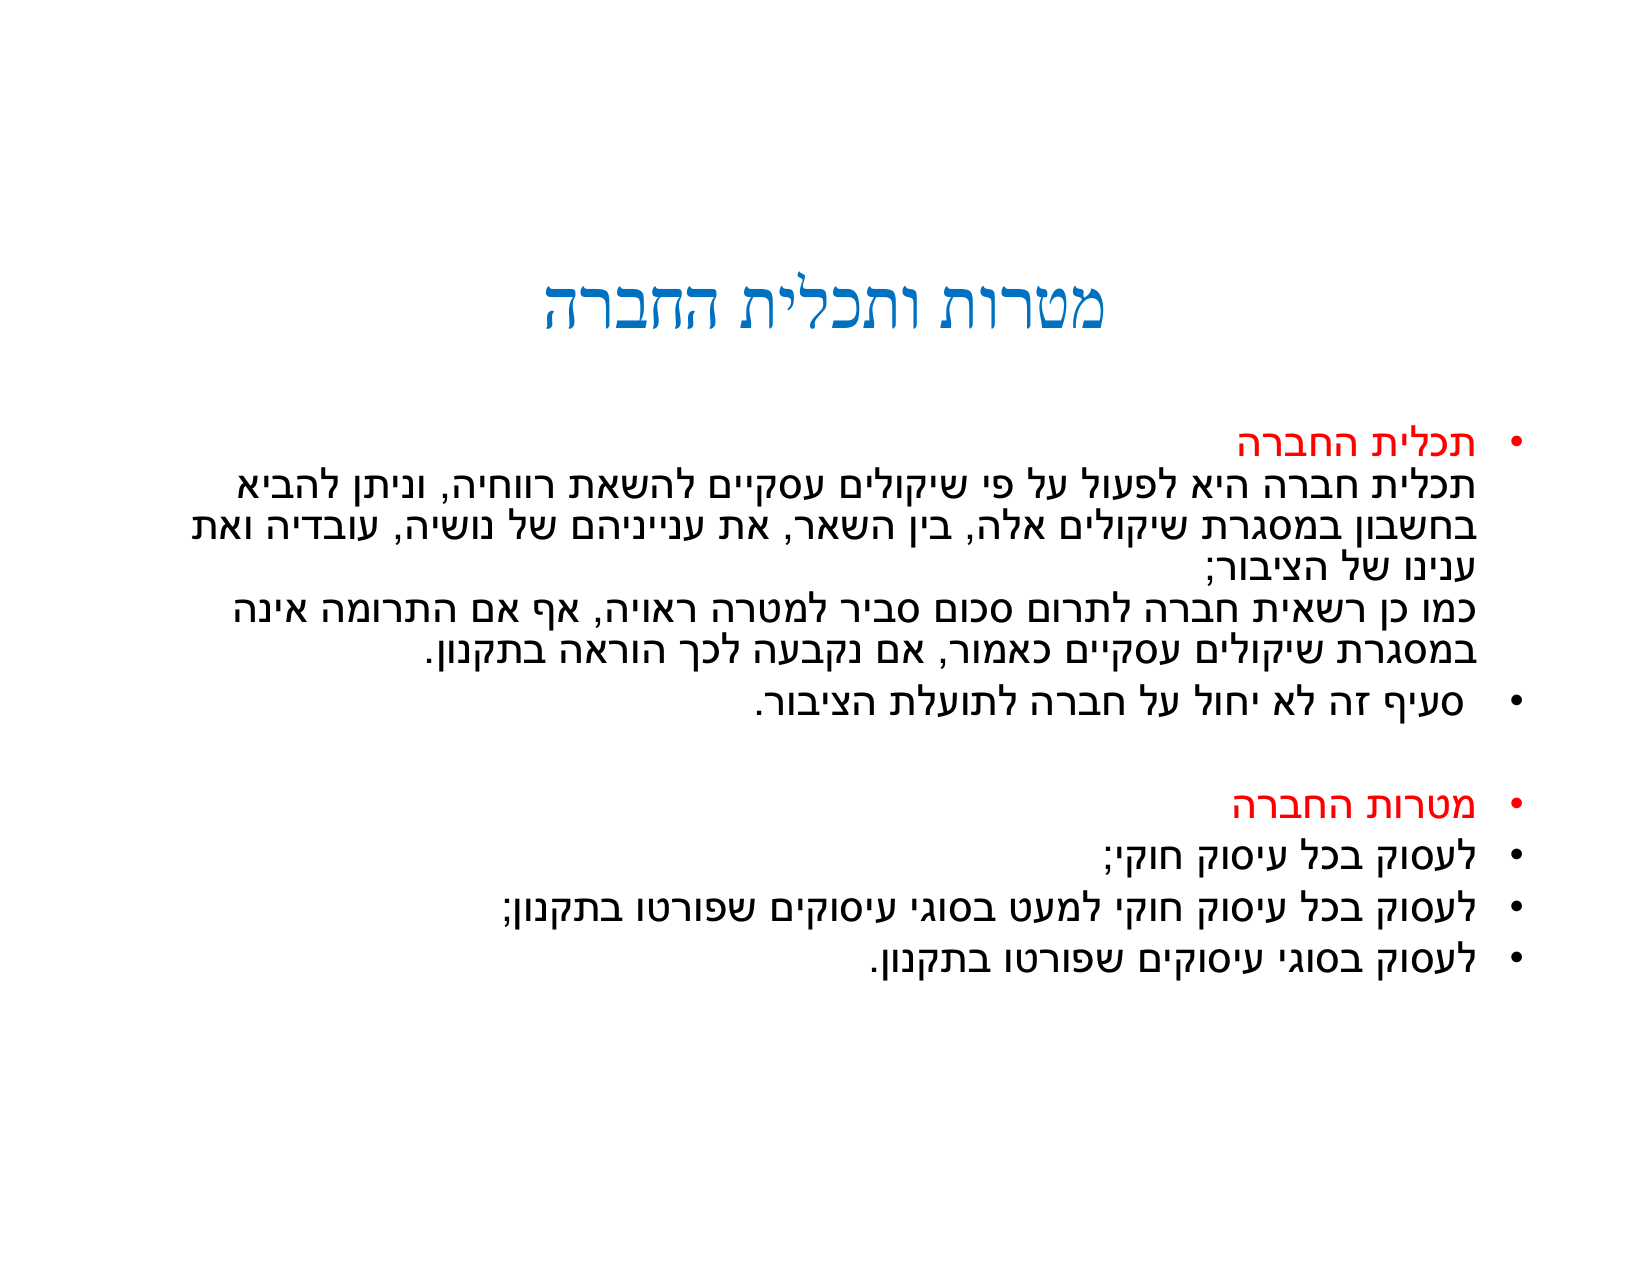 מטרות ותכלית החברה
• תכלית החברה
תכלית חברה היא לפעול על פי שיקולים עסקיים להשאת רווחיה, וניתן להביא
בחשבון במסגרת שיקולים אלה, בין השאר, את ענייניהם של נושיה, עובדיה ואת
ענינו של הציבור;
כמו כן רשאית חברה לתרום סכום סביר למטרה ראויה, אף אם התרומה אינה
במסגרת שיקולים עסקיים כאמור, אם נקבעה לכך הוראה בתקנון.
• סעיף זה לא יחול על חברה לתועלת הציבור.
• מטרות החברה
• לעסוק בכל עיסוק חוקי;
• לעסוק בכל עיסוק חוקי למעט בסוגי עיסוקים שפורטו בתקנון;
• לעסוק בסוגי עיסוקים שפורטו בתקנון.